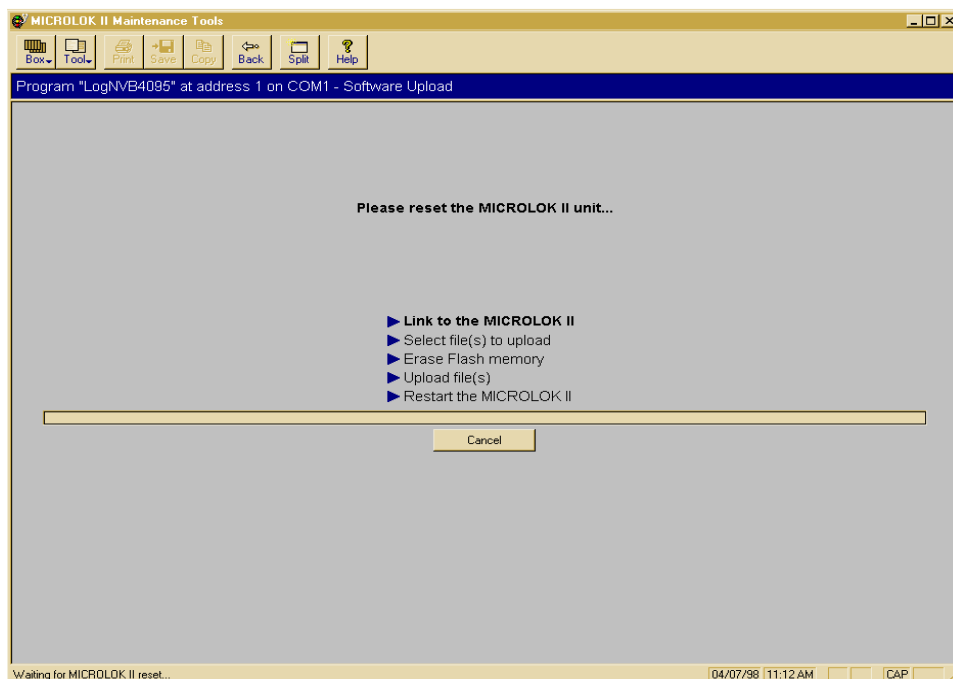 MICROLOK II Maintenance Tools
Box Tool Print Save Copy Back Split Help
Program "LogNVB4095" at address 1 on COM1 - Software Upload
Please reset the MICROLOK II unit...
Link to the MICROLOK II
Select file(s) to upload
Erase Flash memory
Upload file(s)
Restart the MICROLOK II
Cancel
Waiting for MICROLOK II reset... 04/07/98 11:12 AM CAP